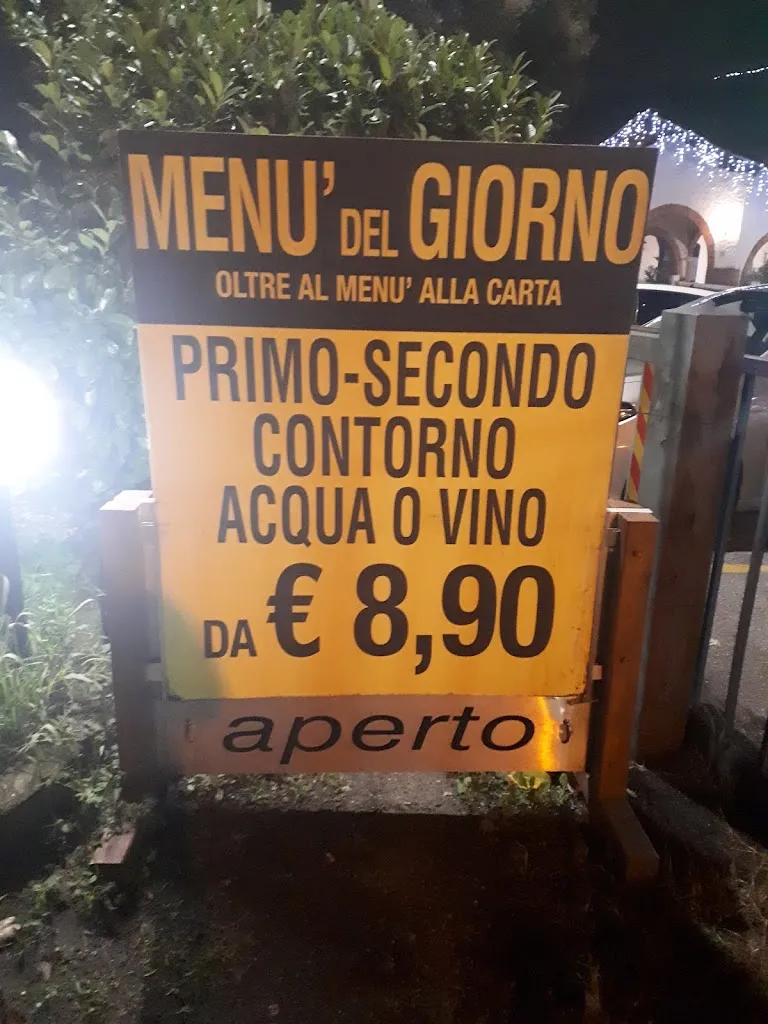 MENU' DEL GIORNO
OLTRE AL MENU' ALLA CARTA
PRIMO-SECONDO
CONTORNO
ACQUA O VINO
DA € 8,90
aperto